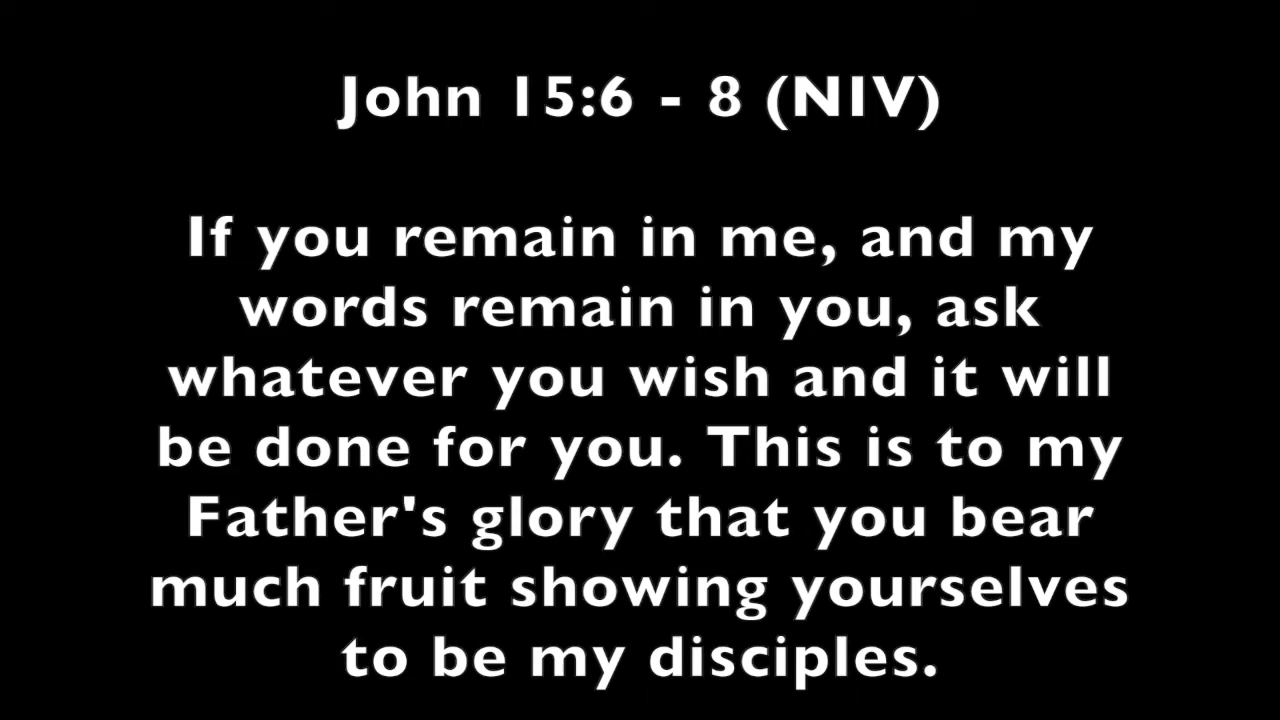 John 15:6 - 8 (NIV)
If you remain in me, and my
words remain in you, ask
whatever you wish and it will
be done for you. This is to my
Father's glory that you bear
much fruit showing yourselves
to be my disciples.